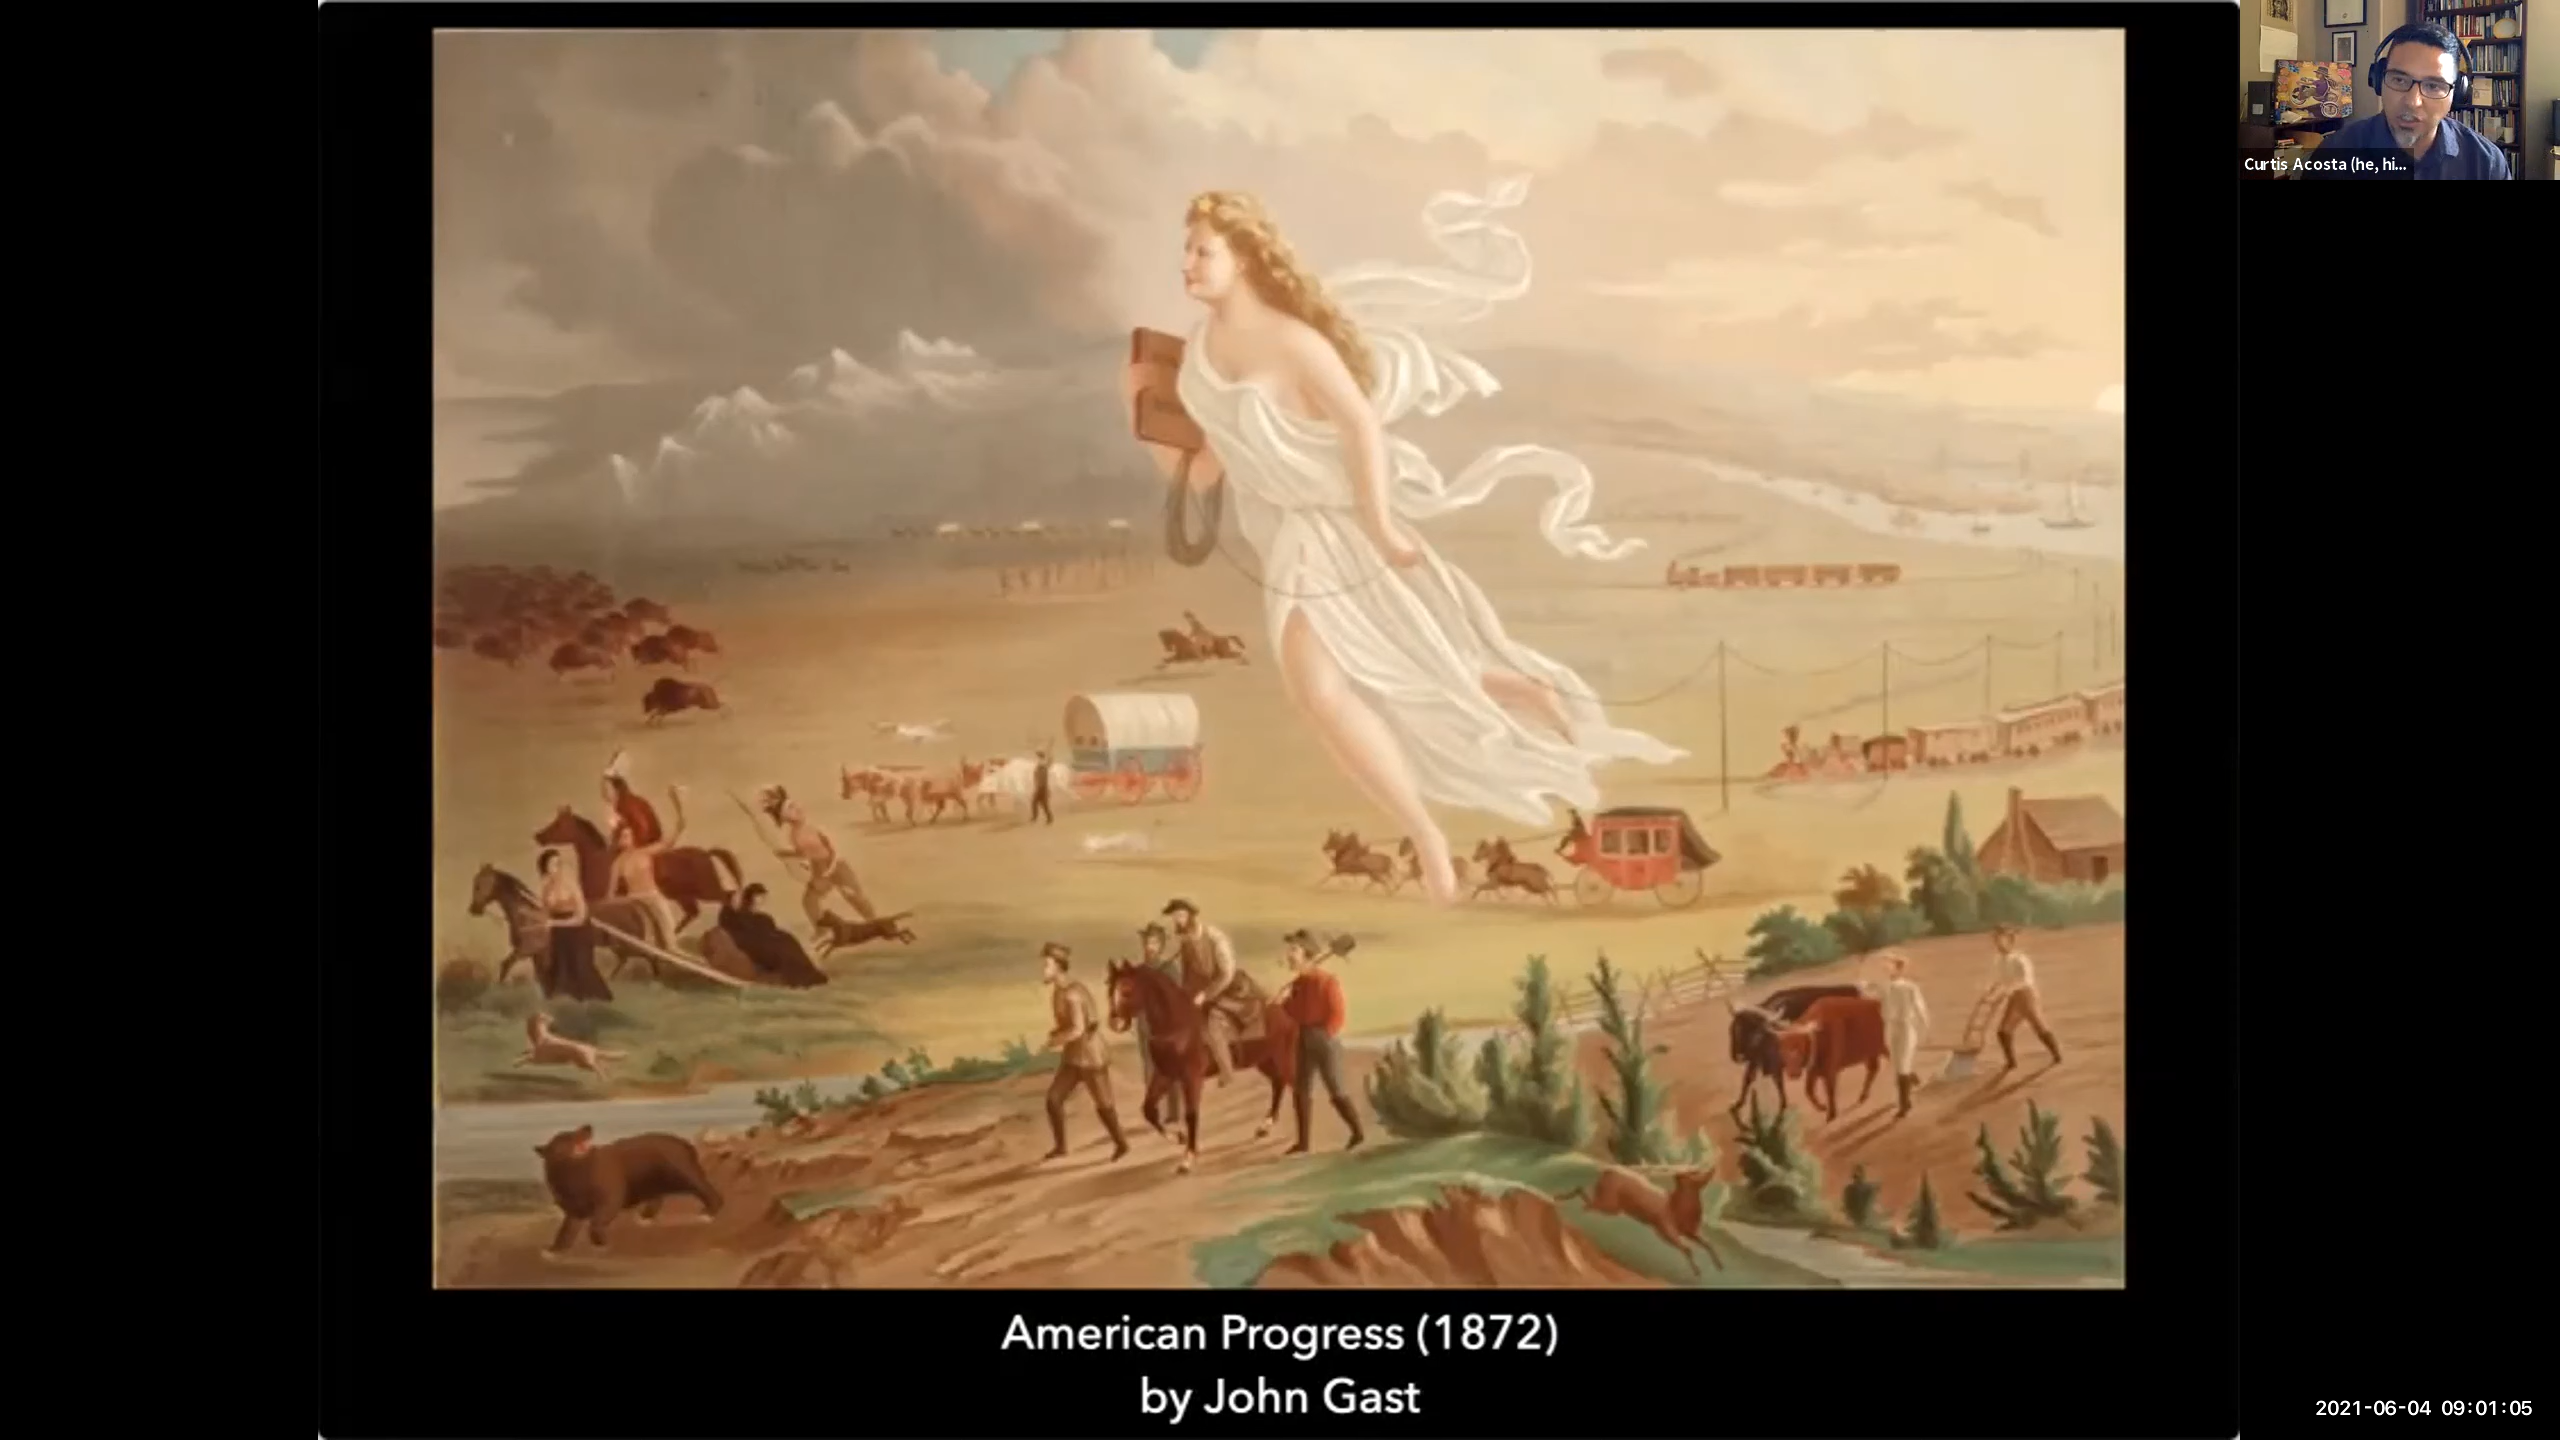 Curtis Acosta (he, hi...
American Progress (1872)
by John Gast
2021-06-04 09:01:05